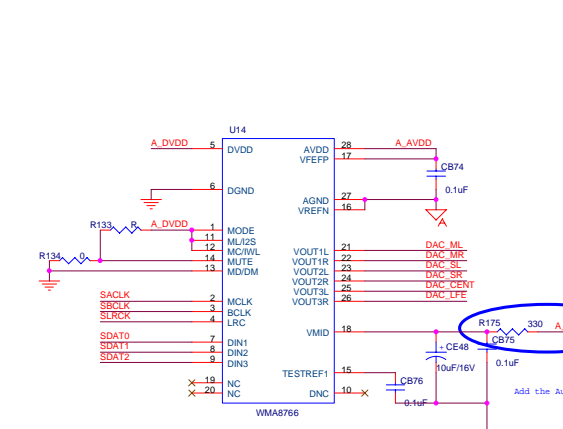 U14
A_DVDD 5 DVDD AVDD 28 A_AVDD
VFEFP 17
CB74
0.1uF
6 DGND
AGND 27
VREFN 16
A
R133 R A_DVDD 1 MODE
11 ML/I2S
12 MC/IWL
R134 0 14 MUTE
13 MD/DM
VOUT1L 21 DAC_ML
VOUT1R 22 DAC_MR
VOUT2L 23 DAC_SL
VOUT2R 24 DAC_SR
VOUT3L 25 DAC_CENT
VOUT3R 26 DAC_LFE
SACLK 2 MCLK
SBCLK 3 BCLK
SLRCK 4 LRC
VMID 18
R175 330 A_
SDAT0 7 DIN1
SDAT1 8 DIN2
SDAT2 9 DIN3
+ CE48
10uF/16V
CB75
0.1uF
TESTREF1 15
19 NC
20 NC
DNC 10
CB76
0.1uF
Add the Au
WMA8766